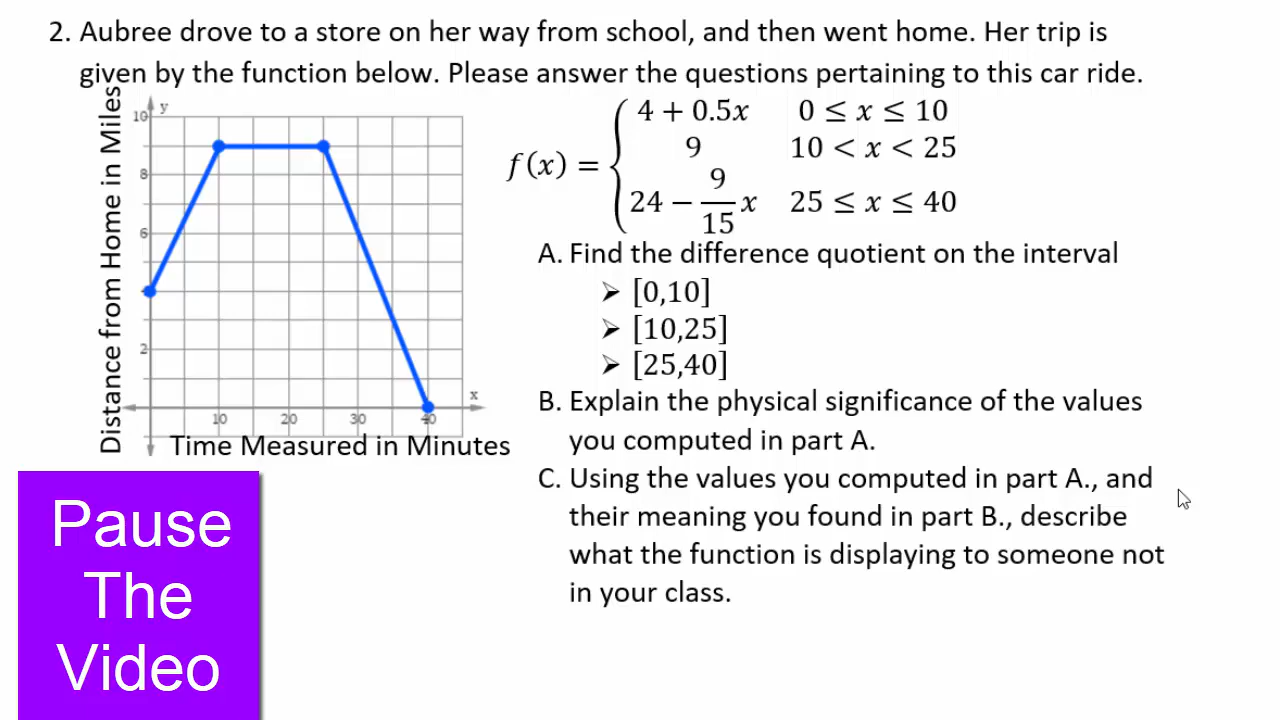 2. Aubree drove to a store on her way from school, and then went home. Her trip is
given by the function below. Please answer the questions pertaining to this car ride.
Distance from Home in Miles
10
y
8
6
2
x
10 20 30 40
Time Measured in Minutes
f(x) = { 4 + 0.5x 0 ≤ x ≤ 10
9 10 < x < 25
24 − 9/15 x 25 ≤ x ≤ 40
A. Find the difference quotient on the interval
➢ [0,10]
➢ [10,25]
➢ [25,40]
B. Explain the physical significance of the values
you computed in part A.
C. Using the values you computed in part A., and
their meaning you found in part B., describe
what the function is displaying to someone not
in your class.
Pause
The
Video